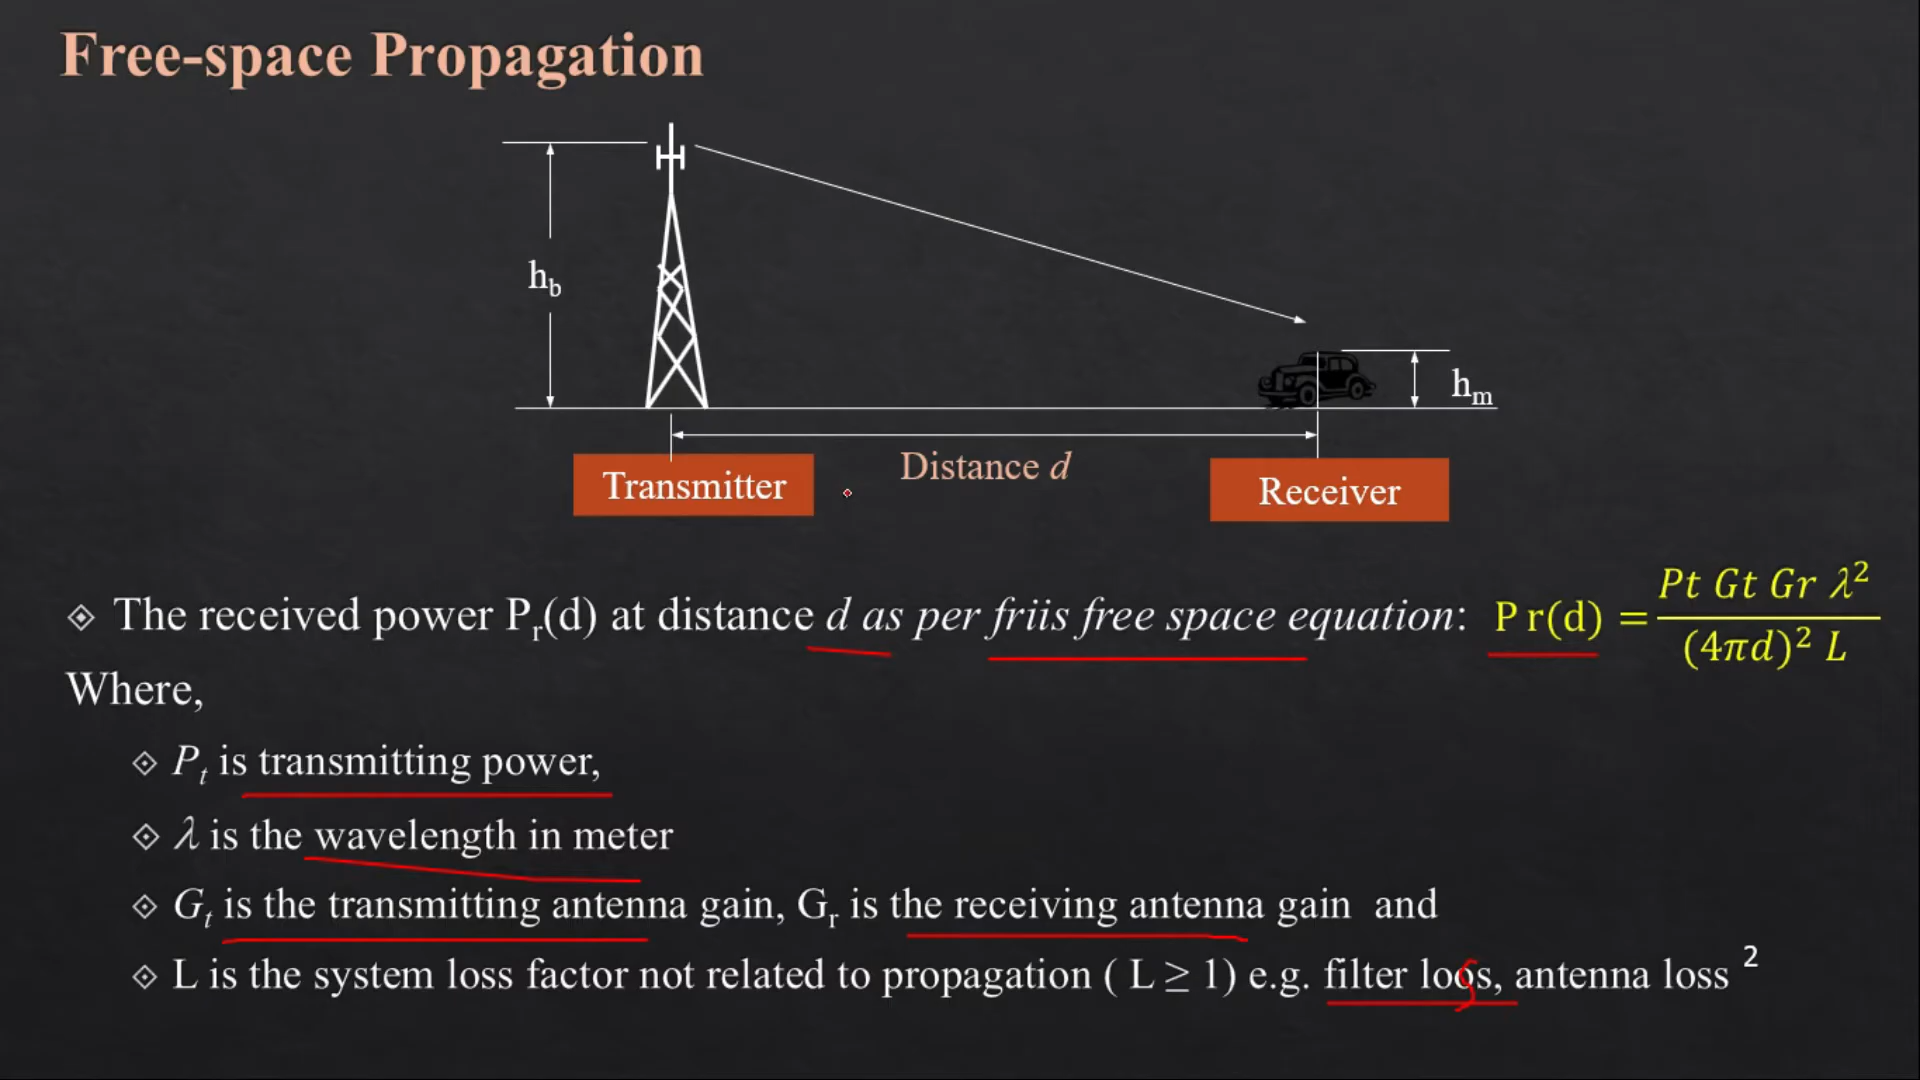 Free-space Propagation
h_b
h_m
Distance d
Transmitter
Receiver
The received power P_r(d) at distance d as per friis free space equation: P r(d) = Pt Gt Gr λ² / (4πd)² L
Where,
P_t is transmitting power,
λ is the wavelength in meter
G_t is the transmitting antenna gain, G_r is the receiving antenna gain and
L is the system loss factor not related to propagation ( L ≥ 1) e.g. filter loos, antenna loss
2